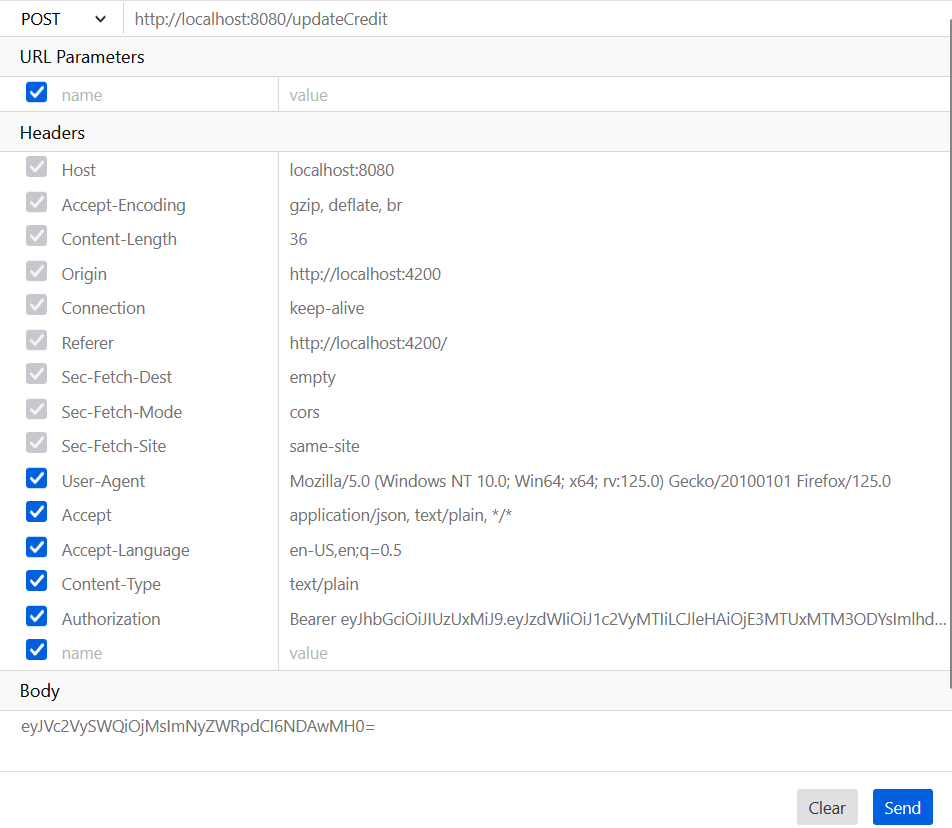 POST http://localhost:8080/updateCredit
URL Parameters
name value
Headers
Host localhost:8080
Accept-Encoding gzip, deflate, br
Content-Length 36
Origin http://localhost:4200
Connection keep-alive
Referer http://localhost:4200/
Sec-Fetch-Dest empty
Sec-Fetch-Mode cors
Sec-Fetch-Site same-site
User-Agent Mozilla/5.0 (Windows NT 10.0; Win64; x64; rv:125.0) Gecko/20100101 Firefox/125.0
Accept application/json, text/plain, */*
Accept-Language en-US,en;q=0.5
Content-Type text/plain
Authorization Bearer eyJhbGciOiJIUzUxMiJ9.eyJzdWIiOiJ1c2VyMTIiLCJleHAiOjE3MTUxMTM3ODYsImlhd...
name value
Body
eyJVc2VySWQiOjMsImNyZWRpdCI6NDAwMH0=
Clear Send